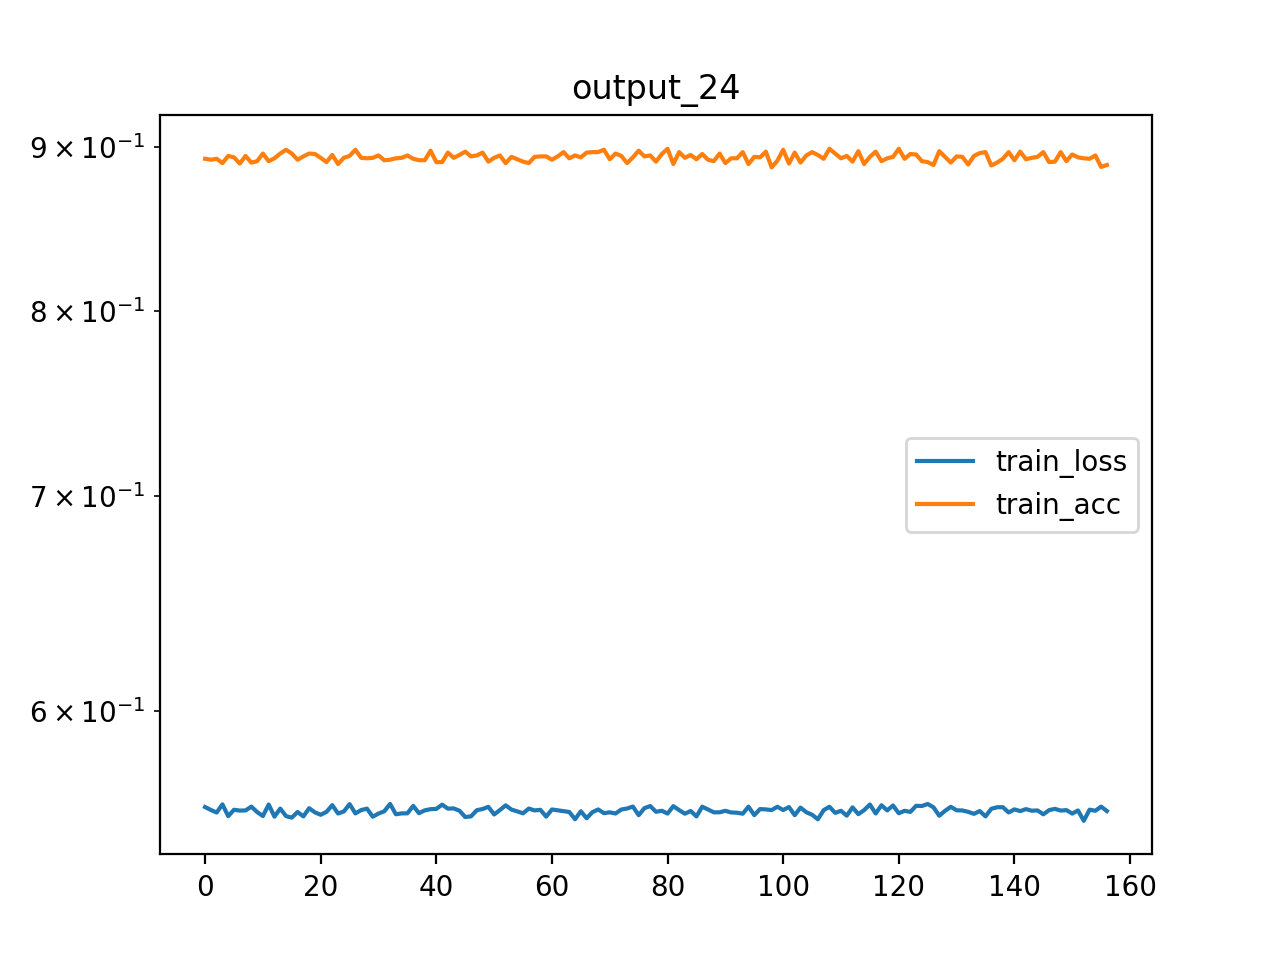 output_24
9 × 10⁻¹
8 × 10⁻¹
7 × 10⁻¹
6 × 10⁻¹
train_loss
train_acc
0 20 40 60 80 100 120 140 160